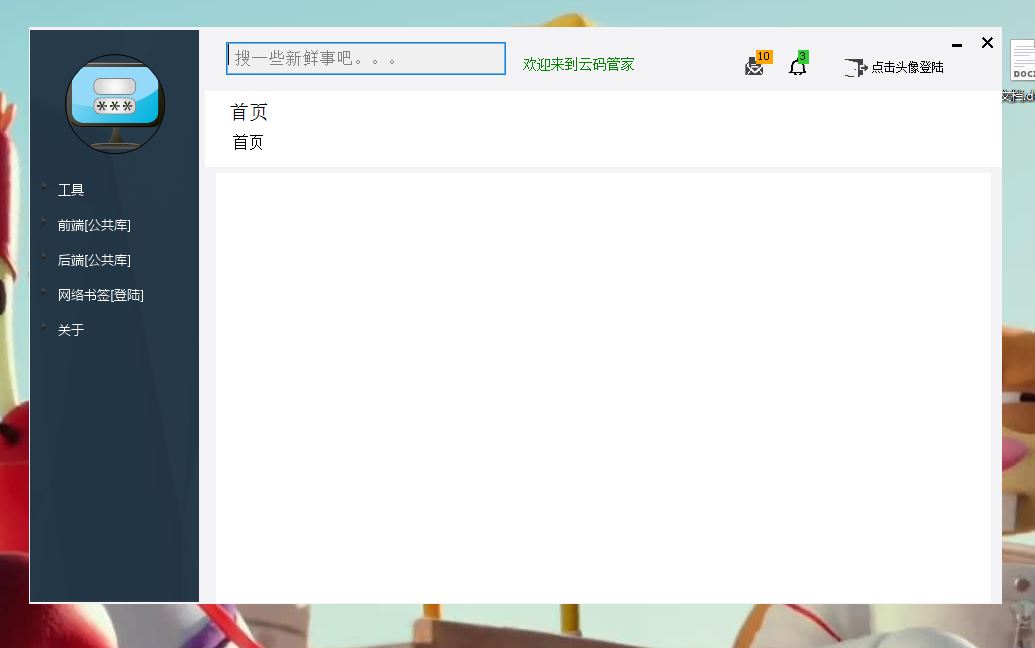 搜一些新鲜事吧。。。
欢迎来到云码管家
10
3
点击头像登陆
DOC
***
首页
首页
工具
前端[公共库]
后端[公共库]
网络书签[登陆]
关于